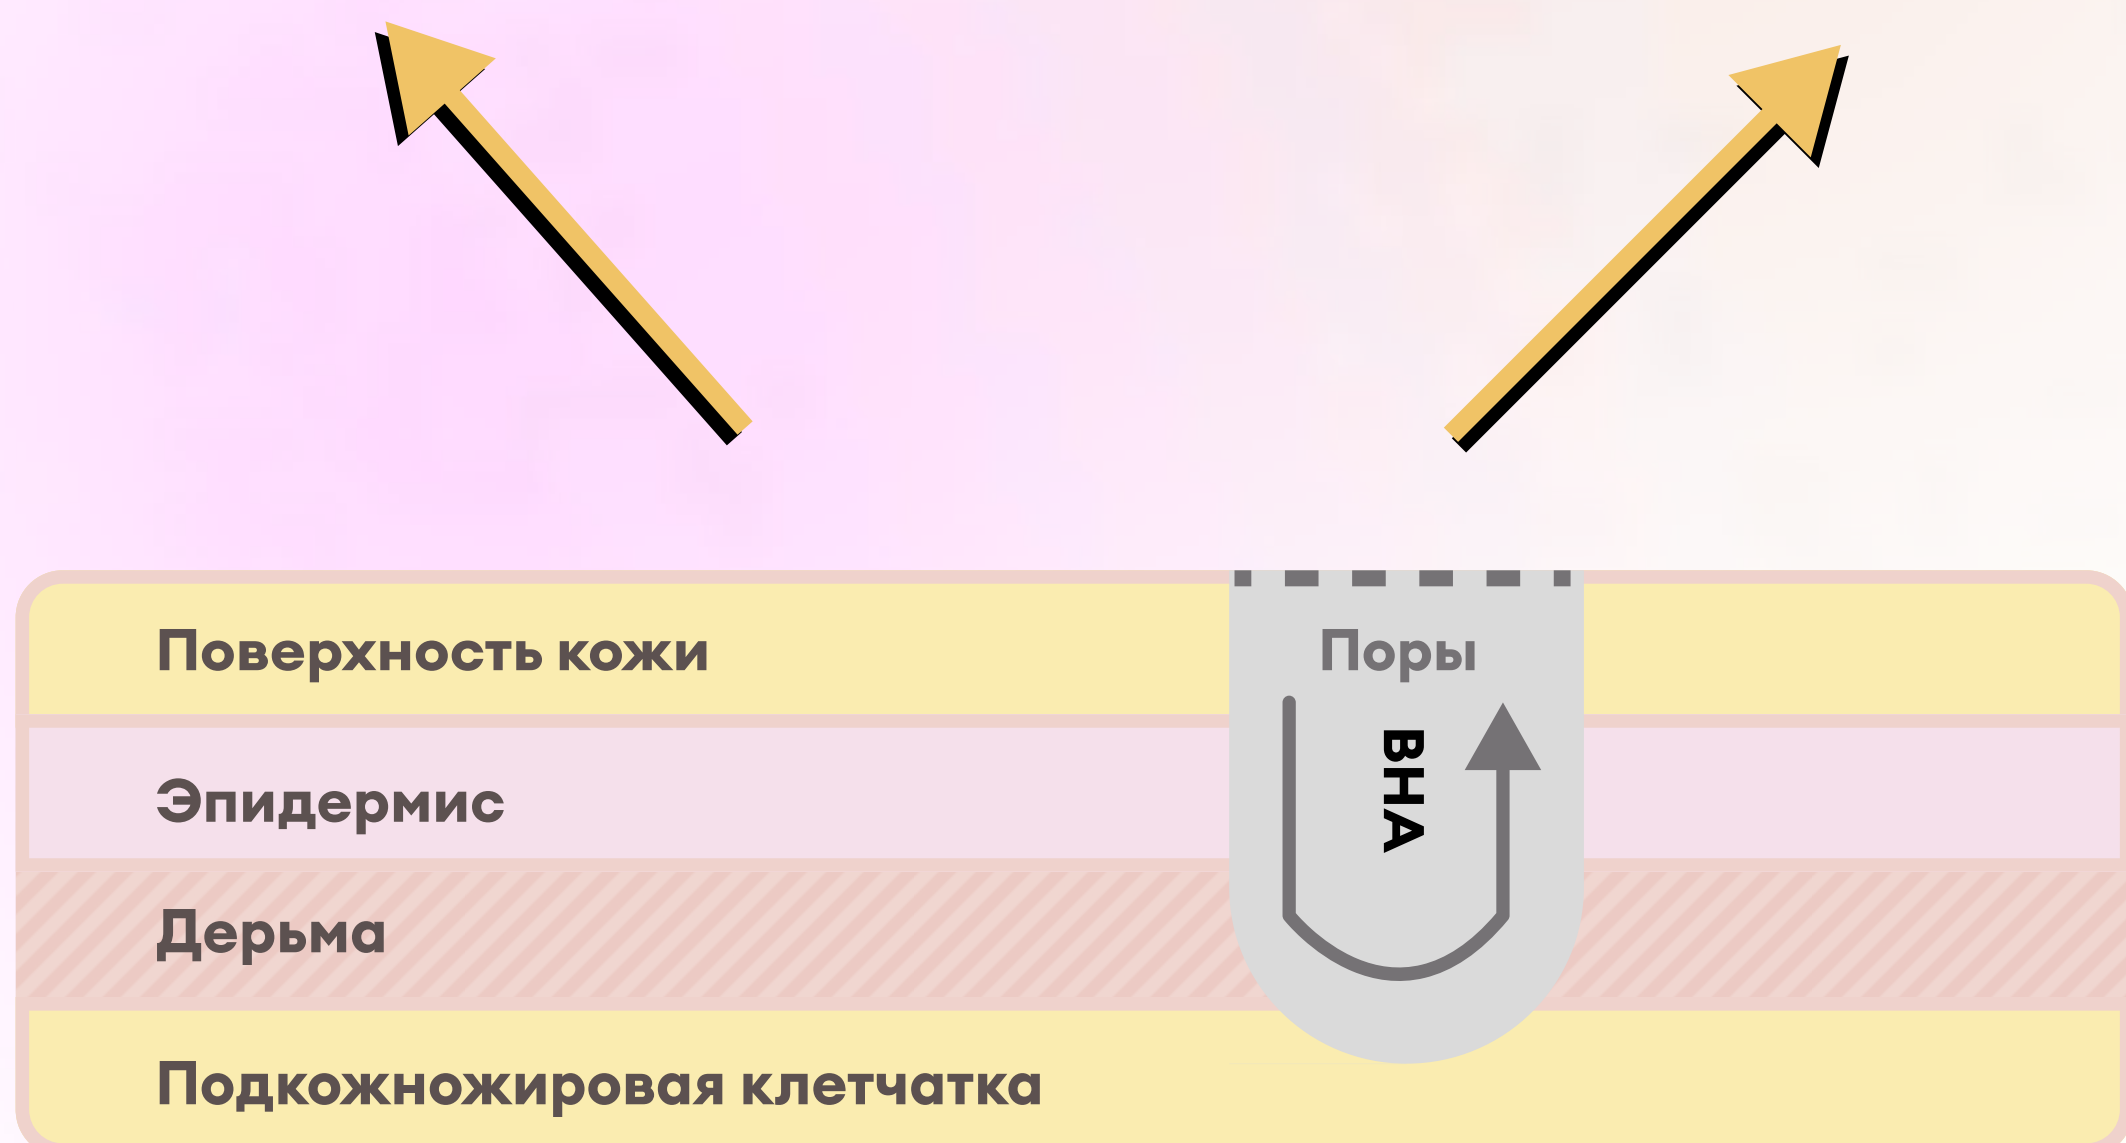 Поверхность кожи
Поры
BHA
Эпидермис
Дерьма
Подкожножировая клетчатка